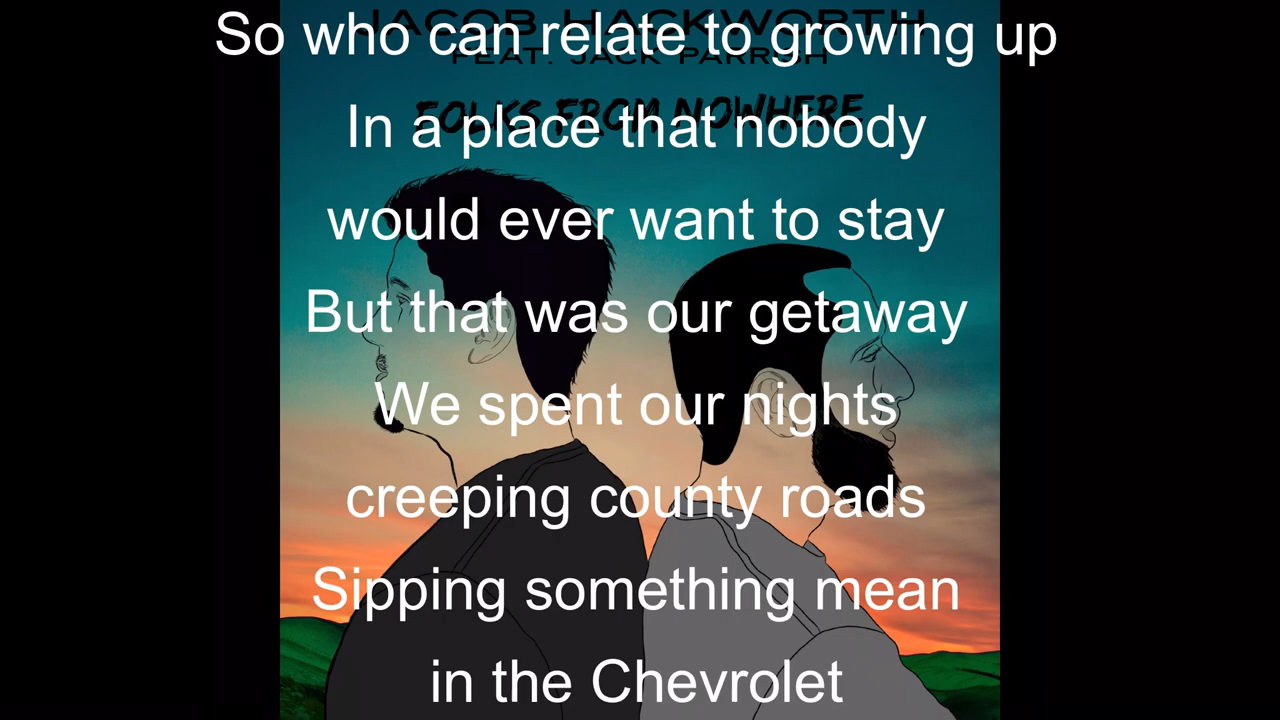 JACOB HACKWORTH
So who can relate to growing up
FEAT. JACK PARRISH
FOLKS FROM NOWHERE
In a place that nobody
would ever want to stay
But that was our getaway
We spent our nights
creeping county roads
Sipping something mean
in the Chevrolet